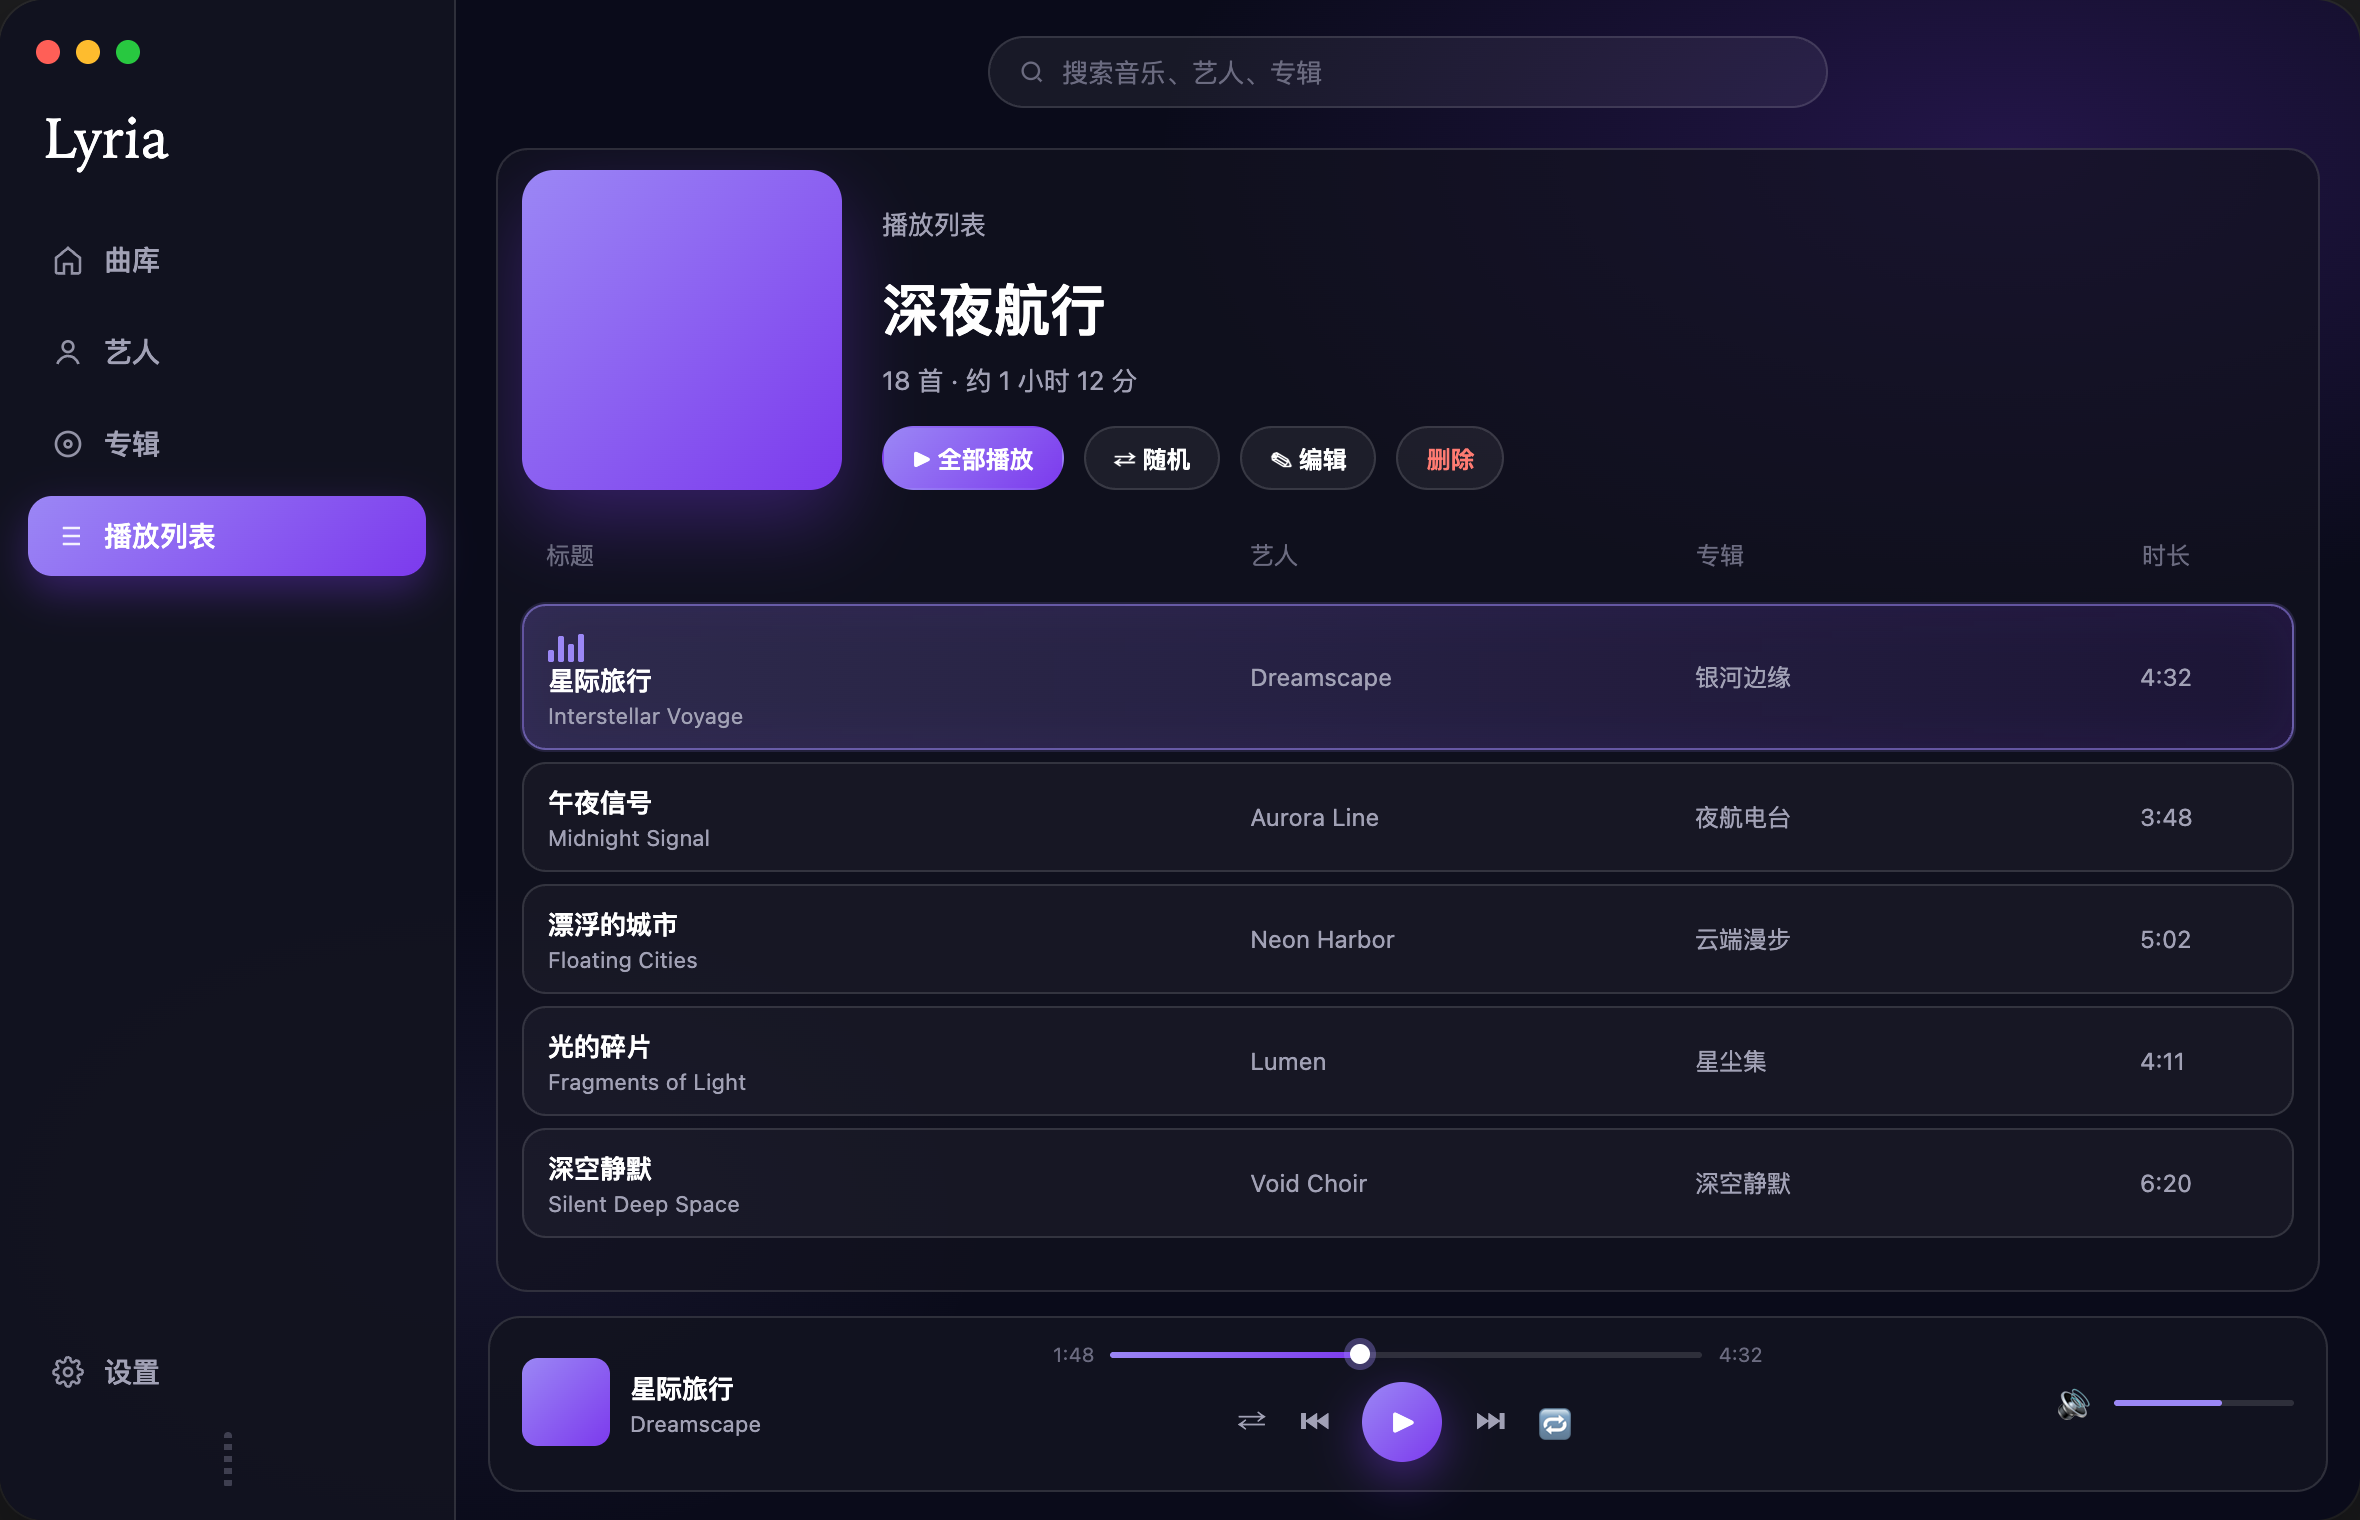 Lyria
曲库
艺人
专辑
播放列表
设置
搜索音乐、艺人、专辑
播放列表
深夜航行
18 首 · 约 1 小时 12 分
▶ 全部播放 ⇄ 随机 ✎ 编辑 删除
标题 艺人 专辑 时长
星际旅行
Interstellar Voyage
Dreamscape 银河边缘 4:32
午夜信号
Midnight Signal
Aurora Line 夜航电台 3:48
漂浮的城市
Floating Cities
Neon Harbor 云端漫步 5:02
光的碎片
Fragments of Light
Lumen 星尘集 4:11
深空静默
Silent Deep Space
Void Choir 深空静默 6:20
星际旅行
Dreamscape
1:48 4:32